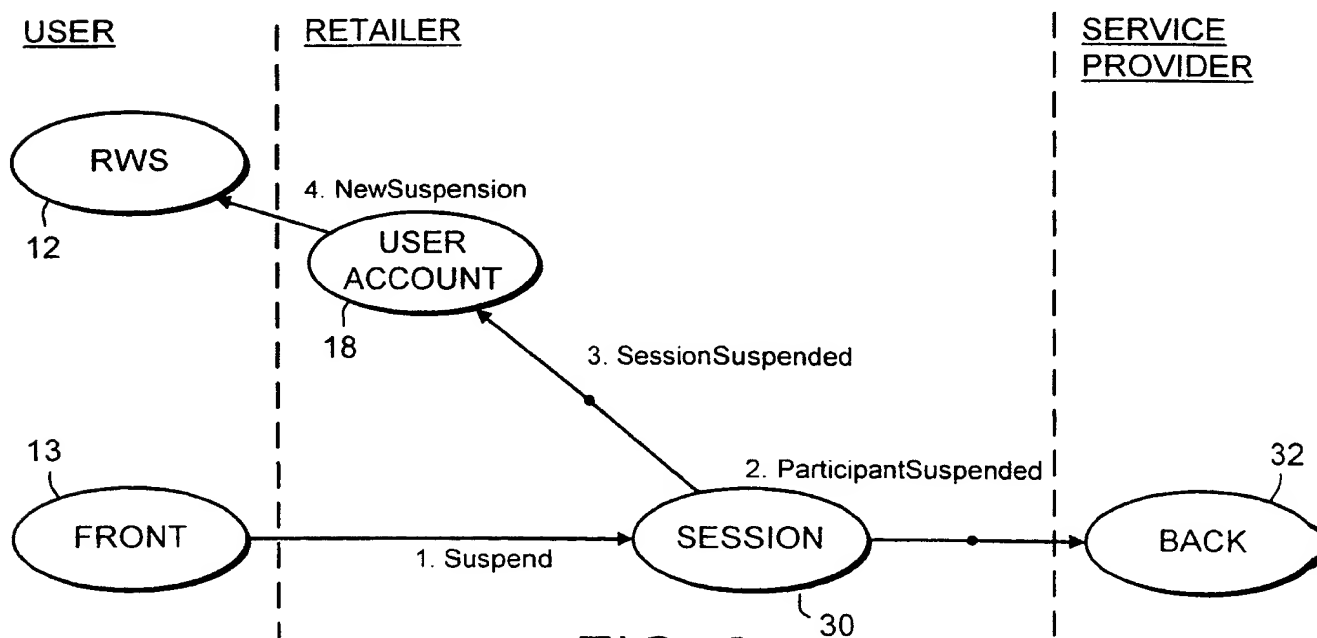 USER
RETAILER
SERVICE
PROVIDER
RWS
12
4. NewSuspension
USER
ACCOUNT
18
3. SessionSuspended
13
2. ParticipantSuspended
32
FRONT
1. Suspend
SESSION
BACK
30